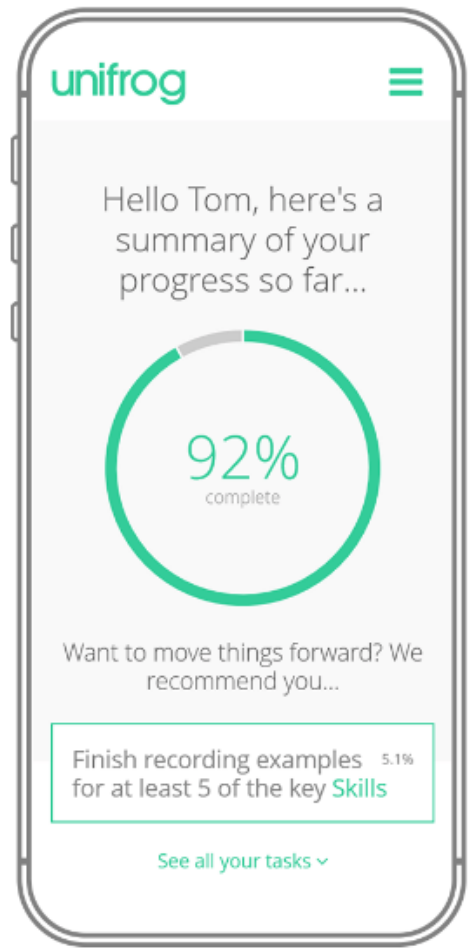 unifrog
Hello Tom, here's a
summary of your
progress so far...
92%
complete
Want to move things forward? We
recommend you...
Finish recording examples 5.1%
for at least 5 of the key Skills
See all your tasks